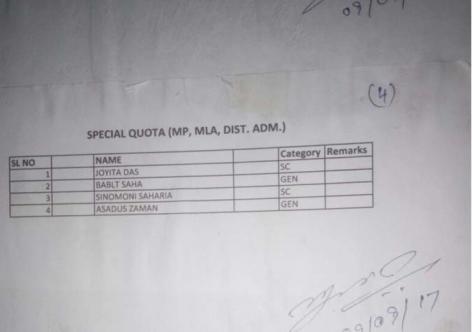 (4)
SPECIAL QUOTA (MP, MLA, DIST. ADM.)
SL NO NAME Category Remarks
1 JOYITA DAS SC
2 BABLT SAHA GEN
3 SINOMONI SAHARIA SC
4 ASADUS ZAMAN GEN